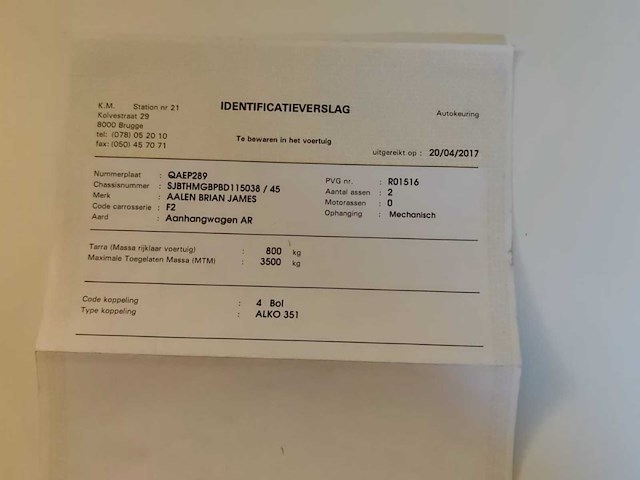 K.M. Station nr 21
IDENTIFICATIEVERSLAG
Autokeuring
Kolvestraat 29
8000 Brugge
tel: (078) 05 20 10
fax: (050) 45 70 71
Te bewaren in het voertuig
uitgereikt op : 20/04/2017
Nummerplaat : QAEP289
Chassisnummer : SJBTHMGBPBD115038 / 45
Merk : AALEN BRIAN JAMES
Code carrosserie : F2
Aard : Aanhangwagen AR
PVG nr. : R01516
Aantal assen : 2
Motorassen : 0
Ophanging : Mechanisch
Tarra (Massa rijklaar voertuig) : 800 kg
Maximale Toegelaten Massa (MTM) : 3500 kg
Code koppeling : 4 Bol
Type koppeling : ALKO 351